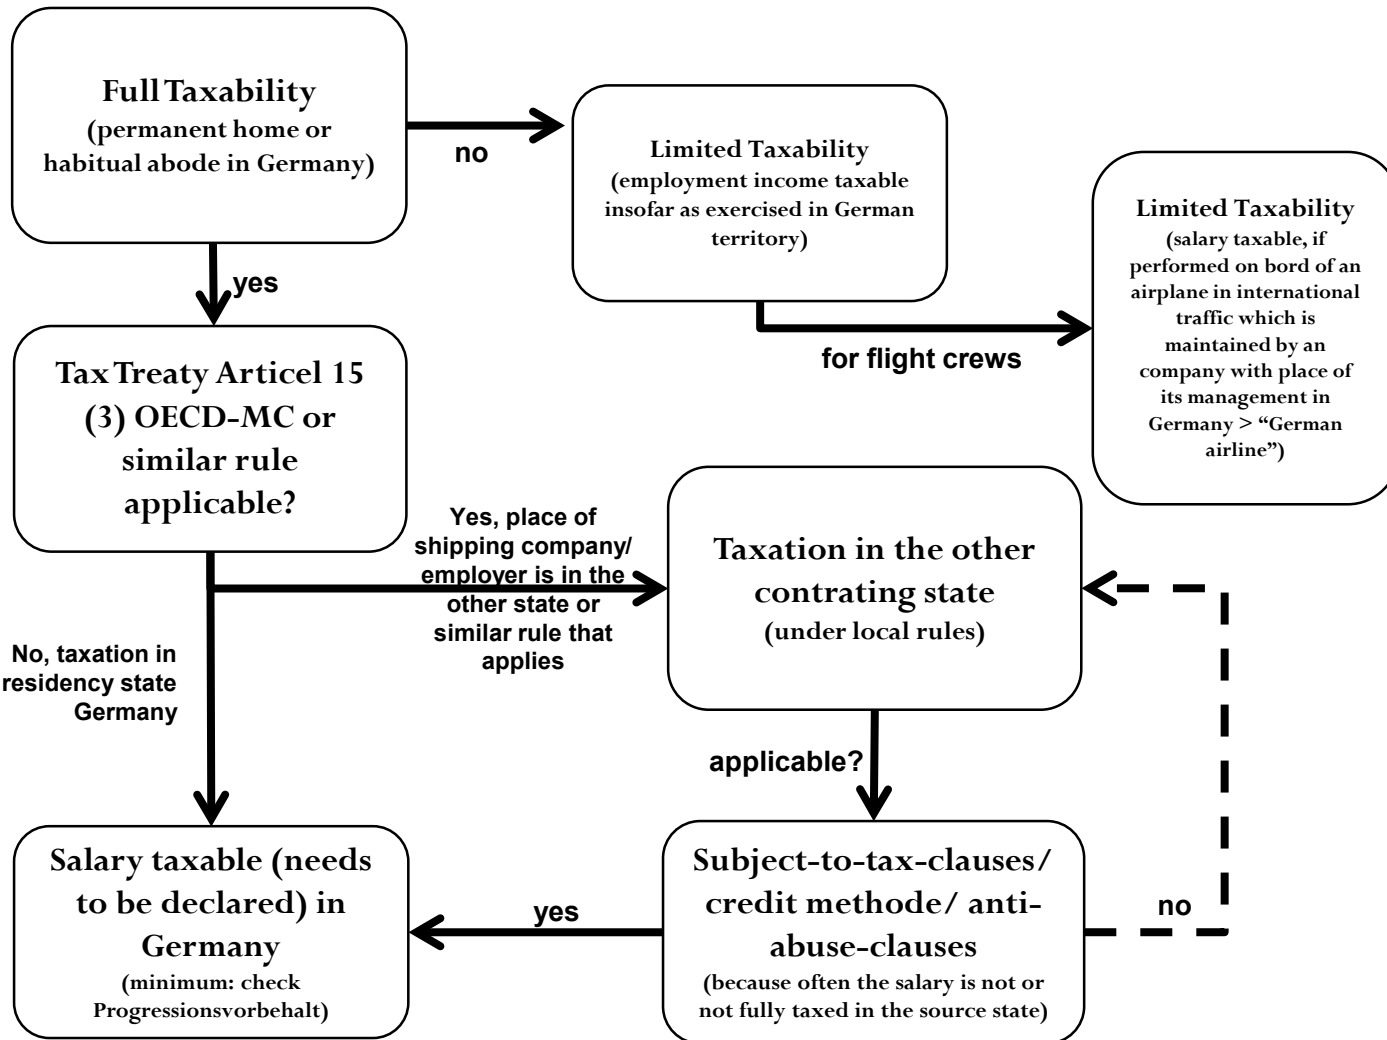 Full Taxability
(permanent home or
habitual abode in Germany)
no
Limited Taxability
(employment income taxable
insofar as exercised in German
territory)
Limited Taxability
(salary taxable, if
performed on bord of an
airplane in international
traffic which is
maintained by an
company with place of
its management in
Germany > “German
airline”)
for flight crews
yes
Tax Treaty Articel 15
(3) OECD-MC or
similar rule
applicable?
Yes, place of
shipping company/
employer is in the
other state or
similar rule that
applies
Taxation in the other
contrating state
(under local rules)
No, taxation in
residency state
Germany
applicable?
Salary taxable (needs
to be declared) in
Germany
(minimum: check
Progressionsvorbehalt)
yes
Subject-to-tax-clauses/
credit methode/ anti-
abuse-clauses
(because often the salary is not or
not fully taxed in the source state)
no